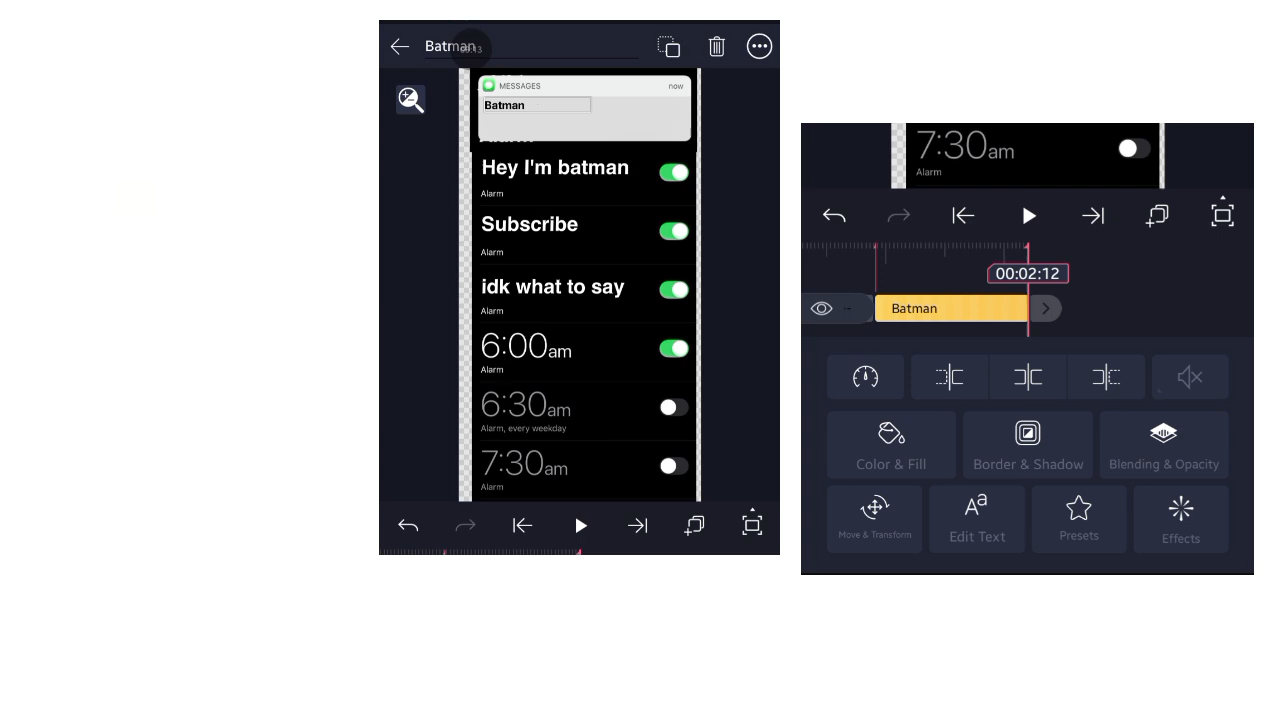 Batman
MESSAGES
now
Batman
Hey I'm batman
Alarm
Subscribe
Alarm
idk what to say
Alarm
6:00am
Alarm
6:30am
Alarm, every weekday
7:30am
Alarm
7:30am
Alarm
00:02:12
Batman
Color & Fill
Border & Shadow
Blending & Opacity
Move & Transform
Edit Text
Presets
Effects